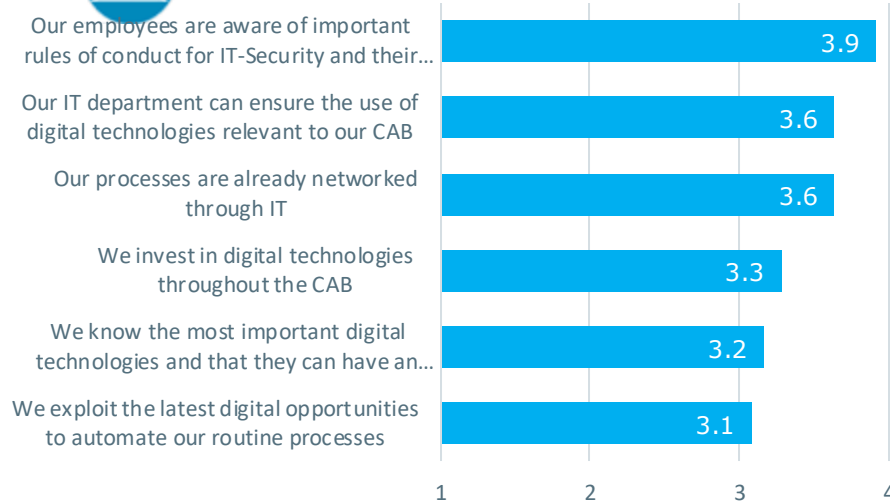 Our employees are aware of important
rules of conduct for IT-Security and their...
3.9
Our IT department can ensure the use of
digital technologies relevant to our CAB
3.6
Our processes are already networked
through IT
3.6
We invest in digital technologies
throughout the CAB
3.3
We know the most important digital
technologies and that they can have an...
3.2
We exploit the latest digital opportunities
to automate our routine processes
3.1
1 2 3 4